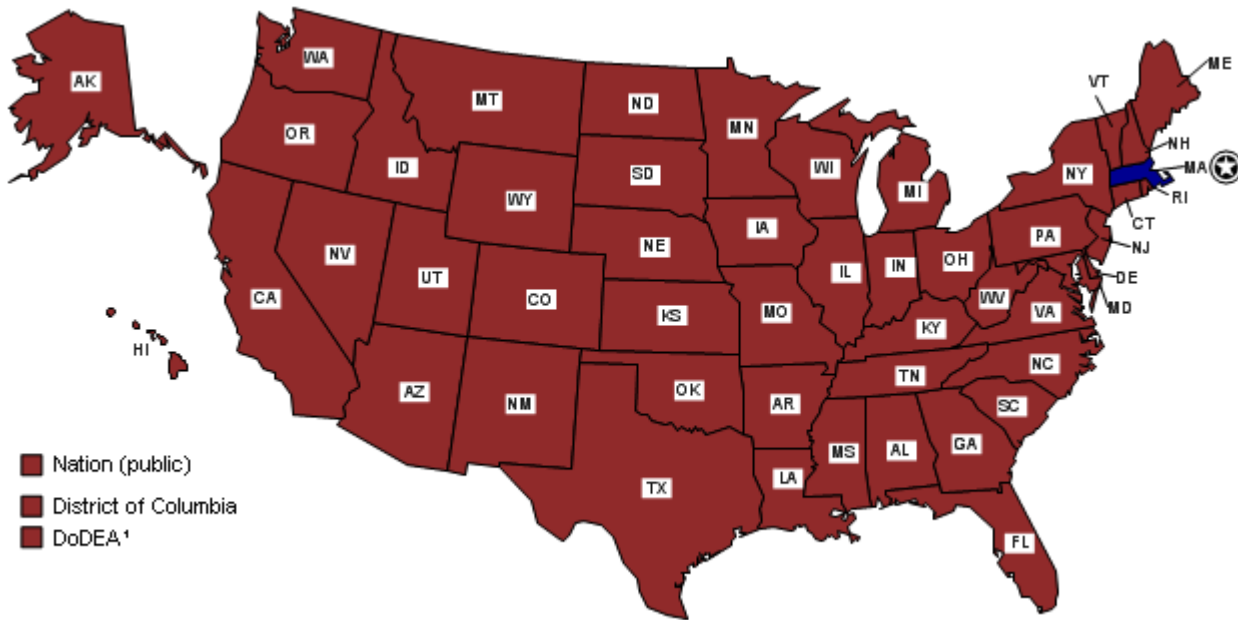 AK
WA
MT
ND
MN
ME
VT
OR
ID
WY
SD
WI
MI
NY
NH
MA
RI
CT
NV
UT
CO
NE
IA
IL
IN
OH
PA
NJ
DE
MD
CA
KS
MO
KY
WV
VA
HI
AZ
NM
OK
AR
TN
NC
SC
TX
LA
MS
AL
GA
FL
Nation (public)
District of Columbia
DoDEA¹